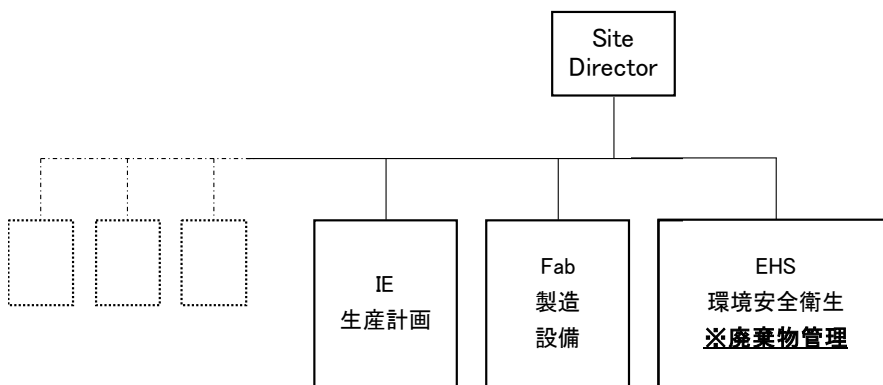 Site
Director
IE
生産計画
Fab
製造
設備
EHS
環境安全衛生
※廃棄物管理